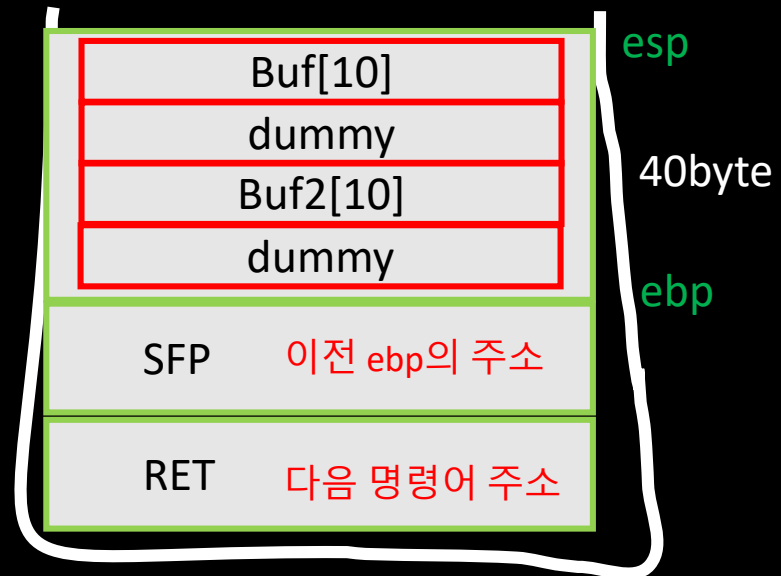 esp
Buf[10]
dummy
40byte
Buf2[10]
dummy
ebp
SFP 이전 ebp의 주소
RET 다음 명령어 주소